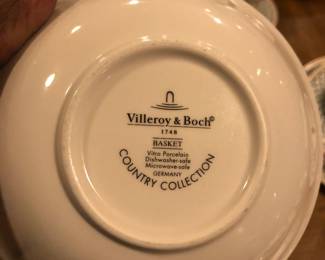 Villeroy & Boch®
1748
BASKET
Vitro Porcelain
Dishwasher-safe
Microwave-safe
GERMANY
COUNTRY COLLECTION